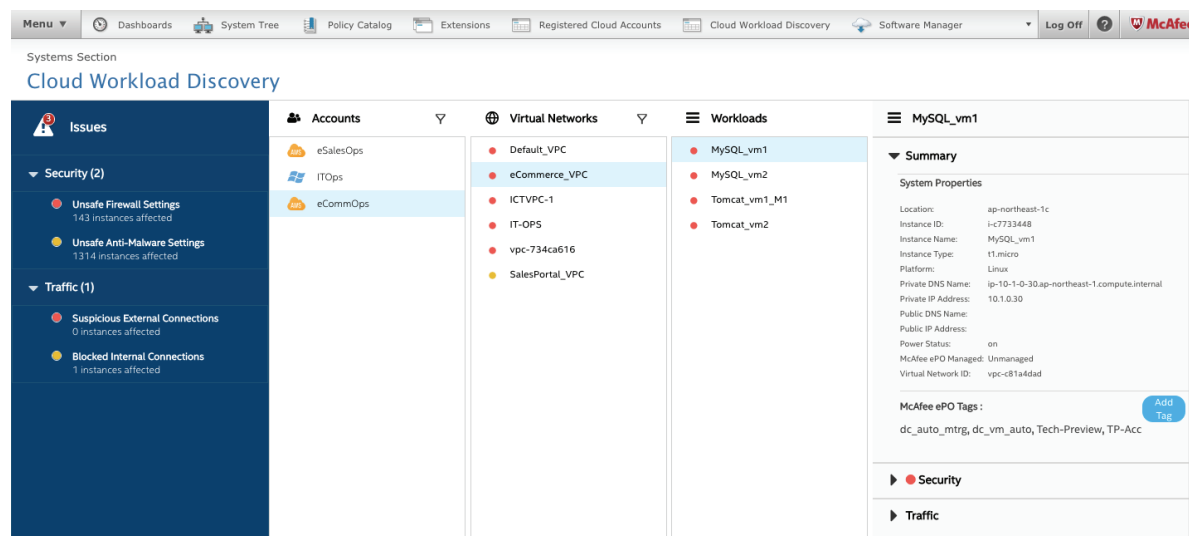 Menu ▼ Dashboards System Tree Policy Catalog Extensions Registered Cloud Accounts Cloud Workload Discovery Software Manager ▼ Log Off ? McAfee
Systems Section
Cloud Workload Discovery
3
Issues
Security (2)
Unsafe Firewall Settings
143 instances affected
Unsafe Anti-Malware Settings
1314 instances affected
Traffic (1)
Suspicious External Connections
0 instances affected
Blocked Internal Connections
1 instances affected
Accounts
aws eSalesOps
ITOps
aws eCommOps
Virtual Networks
Default_VPC
eCommerce_VPC
ICTVPC-1
IT-OPS
vpc-734ca616
SalesPortal_VPC
Workloads
MySQL_vm1
MySQL_vm2
Tomcat_vm1_M1
Tomcat_vm2
MySQL_vm1
Summary
System Properties
Location: ap-northeast-1c
Instance ID: i-c7733448
Instance Name: MySQL_vm1
Instance Type: t1.micro
Platform: Linux
Private DNS Name: ip-10-1-0-30.ap-northeast-1.compute.internal
Private IP Address: 10.1.0.30
Public DNS Name:
Public IP Address:
Power Status: on
McAfee ePO Managed: Unmanaged
Virtual Network ID: vpc-c81a4dad
McAfee ePO Tags :
Add
Tag
dc_auto_mtrg, dc_vm_auto, Tech-Preview, TP-Acc
Security
Traffic